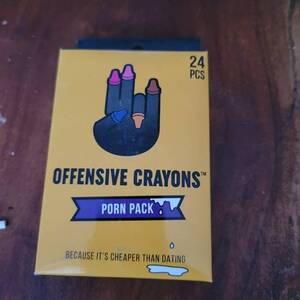 24
PCS
OFFENSIVE CRAYONS™
PORN PACK
BECAUSE IT'S CHEAPER THAN DATING